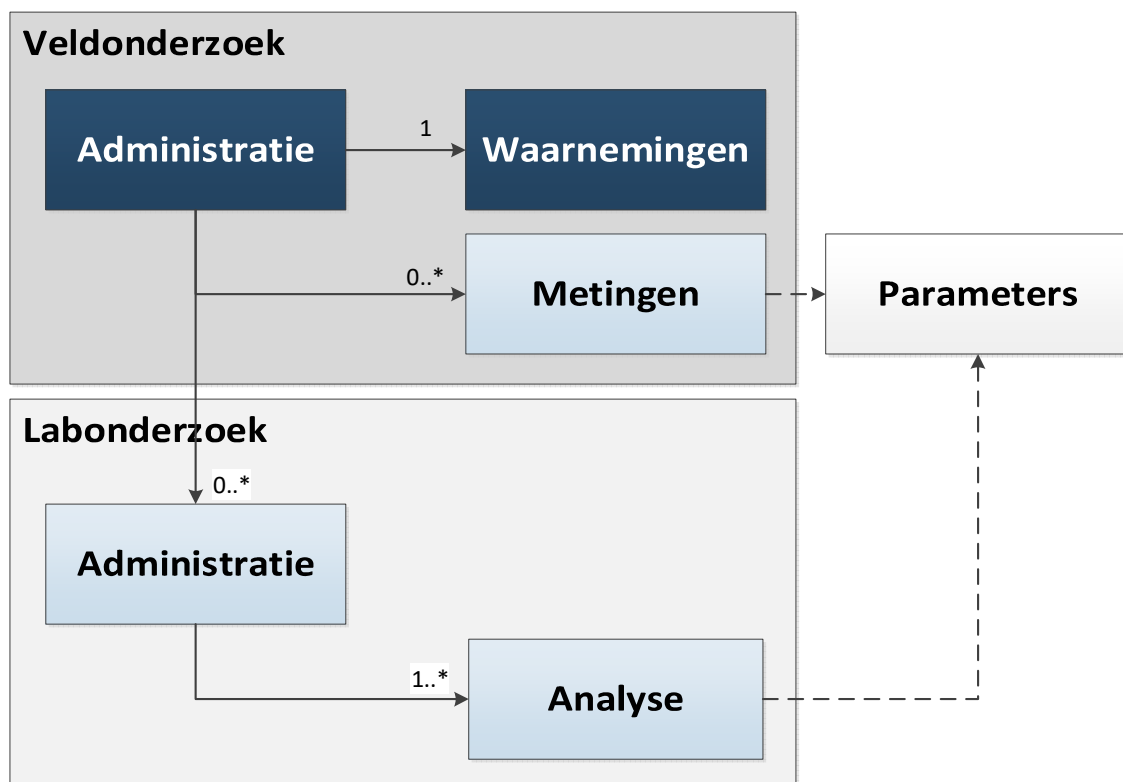 Veldonderzoek
Administratie
1
Waarnemingen
0..*
Metingen
Parameters
Labonderzoek
0..*
Administratie
1..*
Analyse